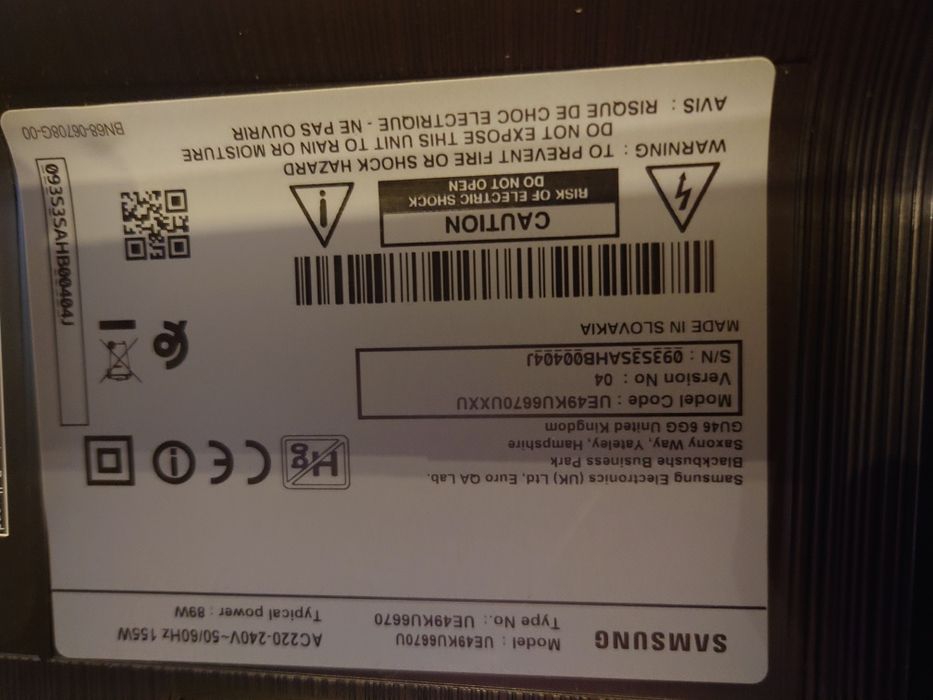 SAMSUNG
Model : UE49KU6670U
Type No.: UE49KU6670
AC220-240V~50/60Hz 155W
Typical power : 89W
Samsung Electronics (UK) Ltd, Euro QA Lab.
Blackbushe Business Park
Saxony Way, Yateley, Hampshire
GU46 6GG United Kingdom
Hg
CE
Model Code : UE49KU6670UXXU
Version No : 04
S/N : 093S3SAHB00404J
MADE IN SLOVAKIA
CAUTION
RISK OF ELECTRIC SHOCK
DO NOT OPEN
WARNING : TO PREVENT FIRE OR SHOCK HAZARD
DO NOT EXPOSE THIS UNIT TO RAIN OR MOISTURE
AVIS : RISQUE DE CHOC ELECTRIQUE - NE PAS OUVRIR
093S3SAHB00404J
BN68-06708G-00